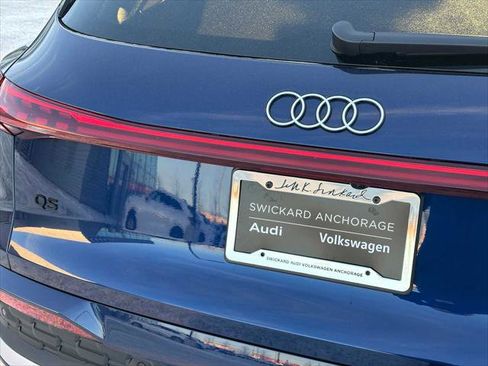 Q5
SWICKARD ANCHORAGE
Audi Volkswagen
SWICKARD AUDI VOLKSWAGEN ANCHORAGE